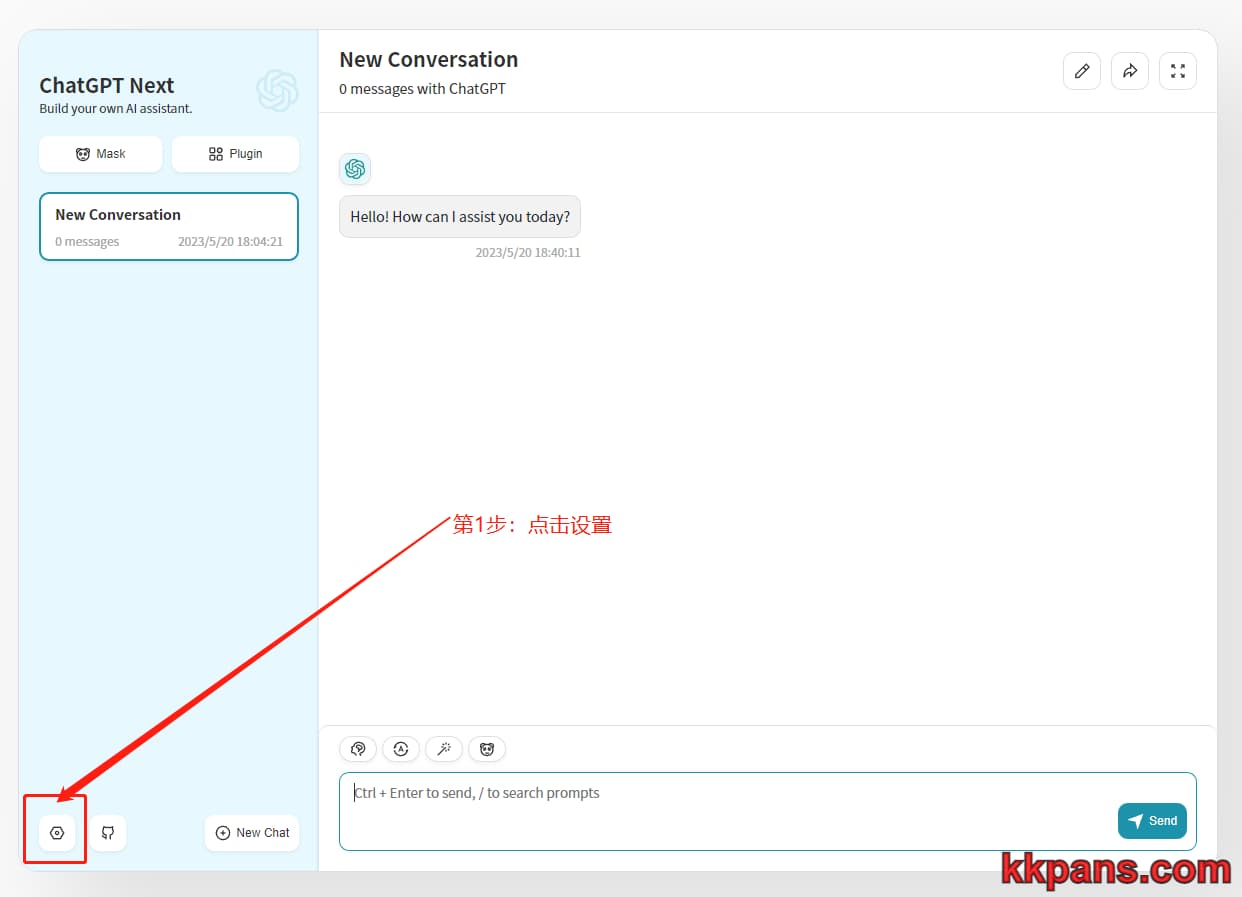 ChatGPT Next
Build your own AI assistant.
Mask
Plugin
New Conversation
0 messages
2023/5/20 18:04:21
New Conversation
0 messages with ChatGPT
Hello! How can I assist you today?
2023/5/20 18:40:11
第1步：点击设置
Ctrl + Enter to send, / to search prompts
Send
New Chat
kkpans.com